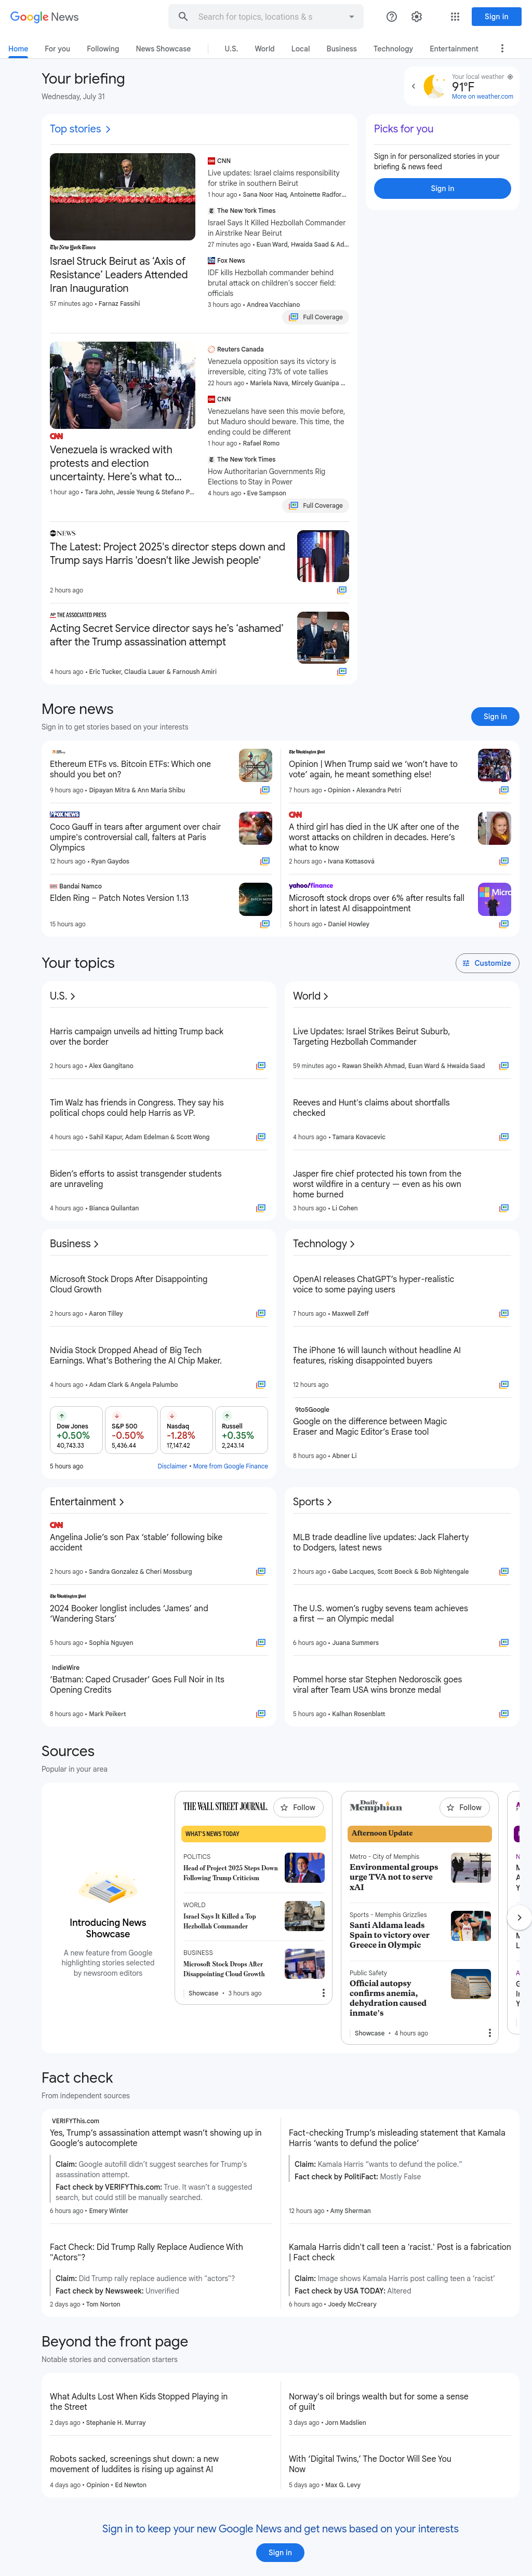 Google News
Search for topics, locations & s
Sign in
Home
For you
Following
News Showcase
U.S.
World
Local
Business
Technology
Entertainment
Your briefing
Wednesday, July 31
Your local weather
91°F
More on weather.com
Top stories
The New York Times
Israel Struck Beirut as 'Axis of
Resistance' Leaders Attended
Iran Inauguration
57 minutes ago • Farnaz Fassihi
CNN
Live updates: Israel claims responsibility
for strike in southern Beirut
1 hour ago • Sana Noor Haq, Antoinette Radfor...
The New York Times
Israel Says It Killed Hezbollah Commander
in Airstrike Near Beirut
27 minutes ago • Euan Ward, Hwaida Saad & Ad...
Fox News
IDF kills Hezbollah commander behind
brutal attack on children's soccer field:
officials
3 hours ago • Andrea Vacchiano
Full Coverage
Picks for you
Sign in for personalized stories in your
briefing & news feed
Sign in
CNN
Venezuela is wracked with
protests and election
uncertainty. Here's what to...
1 hour ago • Tara John, Jessie Yeung & Stefano P...
Reuters Canada
Venezuela opposition says its victory is
irreversible, citing 73% of vote tallies
22 hours ago • Mariela Nava, Mircely Guanipa ...
CNN
Venezuelans have seen this movie before,
but Maduro should beware. This time, the
ending could be different
1 hour ago • Rafael Romo
The New York Times
How Authoritarian Governments Rig
Elections to Stay in Power
4 hours ago • Eve Sampson
Full Coverage
NEWS
The Latest: Project 2025's director steps down and
Trump says Harris 'doesn't like Jewish people'
2 hours ago
AP THE ASSOCIATED PRESS
Acting Secret Service director says he's 'ashamed'
after the Trump assassination attempt
4 hours ago • Eric Tucker, Claudia Lauer & Farnoush Amiri
More news
Sign in to get stories based on your interests
Sign in
Ethereum ETFs vs. Bitcoin ETFs: Which one
should you bet on?
9 hours ago • Dipayan Mitra & Ann Maria Shibu
The Washington Post
Opinion | When Trump said we 'won't have to
vote' again, he meant something else!
7 hours ago • Opinion • Alexandra Petri
FOX NEWS
Coco Gauff in tears after argument over chair
umpire's controversial call, falters at Paris
Olympics
12 hours ago • Ryan Gaydos
CNN
A third girl has died in the UK after one of the
worst attacks on children in decades. Here's
what to know
2 hours ago • Ivana Kottasová
Bandai Namco
Elden Ring – Patch Notes Version 1.13
15 hours ago
yahoo!finance
Microsoft stock drops over 6% after results fall
short in latest AI disappointment
5 hours ago • Daniel Howley
Your topics
Customize
U.S.
Harris campaign unveils ad hitting Trump back
over the border
2 hours ago • Alex Gangitano
Tim Walz has friends in Congress. They say his
political chops could help Harris as VP.
4 hours ago • Sahil Kapur, Adam Edelman & Scott Wong
Biden's efforts to assist transgender students
are unraveling
4 hours ago • Bianca Quilantan
World
Live Updates: Israel Strikes Beirut Suburb,
Targeting Hezbollah Commander
59 minutes ago • Rawan Sheikh Ahmad, Euan Ward & Hwaida Saad
Reeves and Hunt's claims about shortfalls
checked
4 hours ago • Tamara Kovacevic
Jasper fire chief protected his town from the
worst wildfire in a century — even as his own
home burned
3 hours ago • Li Cohen
Business
Microsoft Stock Drops After Disappointing
Cloud Growth
2 hours ago • Aaron Tilley
Nvidia Stock Dropped Ahead of Big Tech
Earnings. What's Bothering the AI Chip Maker.
4 hours ago • Adam Clark & Angela Palumbo
Dow Jones
+0.50%
40,743.33
S&P 500
-0.50%
5,436.44
Nasdaq
-1.28%
17,147.42
Russell
+0.35%
2,243.14
5 hours ago
Disclaimer • More from Google Finance
Technology
OpenAI releases ChatGPT's hyper-realistic
voice to some paying users
7 hours ago • Maxwell Zeff
The iPhone 16 will launch without headline AI
features, risking disappointed buyers
12 hours ago
9to5Google
Google on the difference between Magic
Eraser and Magic Editor's Erase tool
8 hours ago • Abner Li
Entertainment
CNN
Angelina Jolie's son Pax 'stable' following bike
accident
2 hours ago • Sandra Gonzalez & Cheri Mossburg
The Washington Post
2024 Booker longlist includes 'James' and
'Wandering Stars'
5 hours ago • Sophia Nguyen
IndieWire
'Batman: Caped Crusader' Goes Full Noir in Its
Opening Credits
8 hours ago • Mark Peikert
Sports
MLB trade deadline live updates: Jack Flaherty
to Dodgers, latest news
2 hours ago • Gabe Lacques, Scott Boeck & Bob Nightengale
The U.S. women's rugby sevens team achieves
a first — an Olympic medal
6 hours ago • Juana Summers
Pommel horse star Stephen Nedoroscik goes
viral after Team USA wins bronze medal
5 hours ago • Kalhan Rosenblatt
Sources
Popular in your area
Introducing News
Showcase
A new feature from Google
highlighting stories selected
by newsroom editors
THE WALL STREET JOURNAL.
Follow
WHAT'S NEWS TODAY
POLITICS
Head of Project 2025 Steps Down
Following Trump Criticism
WORLD
Israel Says It Killed a Top
Hezbollah Commander
BUSINESS
Microsoft Stock Drops After
Disappointing Cloud Growth
Showcase • 3 hours ago
Daily Memphian
Follow
Afternoon Update
Metro - City of Memphis
Environmental groups
urge TVA not to serve
xAI
Sports - Memphis Grizzlies
Santi Aldama leads
Spain to victory over
Greece in Olympic
Public Safety
Official autopsy
confirms anemia,
dehydration caused
inmate's
Showcase • 4 hours ago
Fact check
From independent sources
VERIFYThis.com
Yes, Trump's assassination attempt wasn't showing up in
Google's autocomplete
Claim: Google autofill didn't suggest searches for Trump's
assassination attempt.
Fact check by VERIFYThis.com: True. It wasn't a suggested
search, but could still be manually searched.
6 hours ago • Emery Winter
Fact-checking Trump's misleading statement that Kamala
Harris 'wants to defund the police'
Claim: Kamala Harris "wants to defund the police."
Fact check by PolitiFact: Mostly False
12 hours ago • Amy Sherman
Fact Check: Did Trump Rally Replace Audience With
"Actors"?
Claim: Did Trump rally replace audience with "actors"?
Fact check by Newsweek: Unverified
2 days ago • Tom Norton
Kamala Harris didn't call teen a 'racist.' Post is a fabrication
| Fact check
Claim: Image shows Kamala Harris post calling teen a 'racist'
Fact check by USA TODAY: Altered
6 hours ago • Joedy McCreary
Beyond the front page
Notable stories and conversation starters
What Adults Lost When Kids Stopped Playing in
the Street
2 days ago • Stephanie H. Murray
Norway's oil brings wealth but for some a sense
of guilt
3 days ago • Jorn Madslien
Robots sacked, screenings shut down: a new
movement of luddites is rising up against AI
4 days ago • Opinion • Ed Newton
With 'Digital Twins,' The Doctor Will See You
Now
5 days ago • Max G. Levy
Sign in to keep your new Google News and get news based on your interests
Sign in